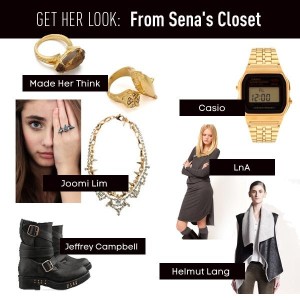 GET HER LOOK: From Sena's Closet
Made Her Think
Casio
Joomi Lim
LnA
Jeffrey Campbell
Helmut Lang